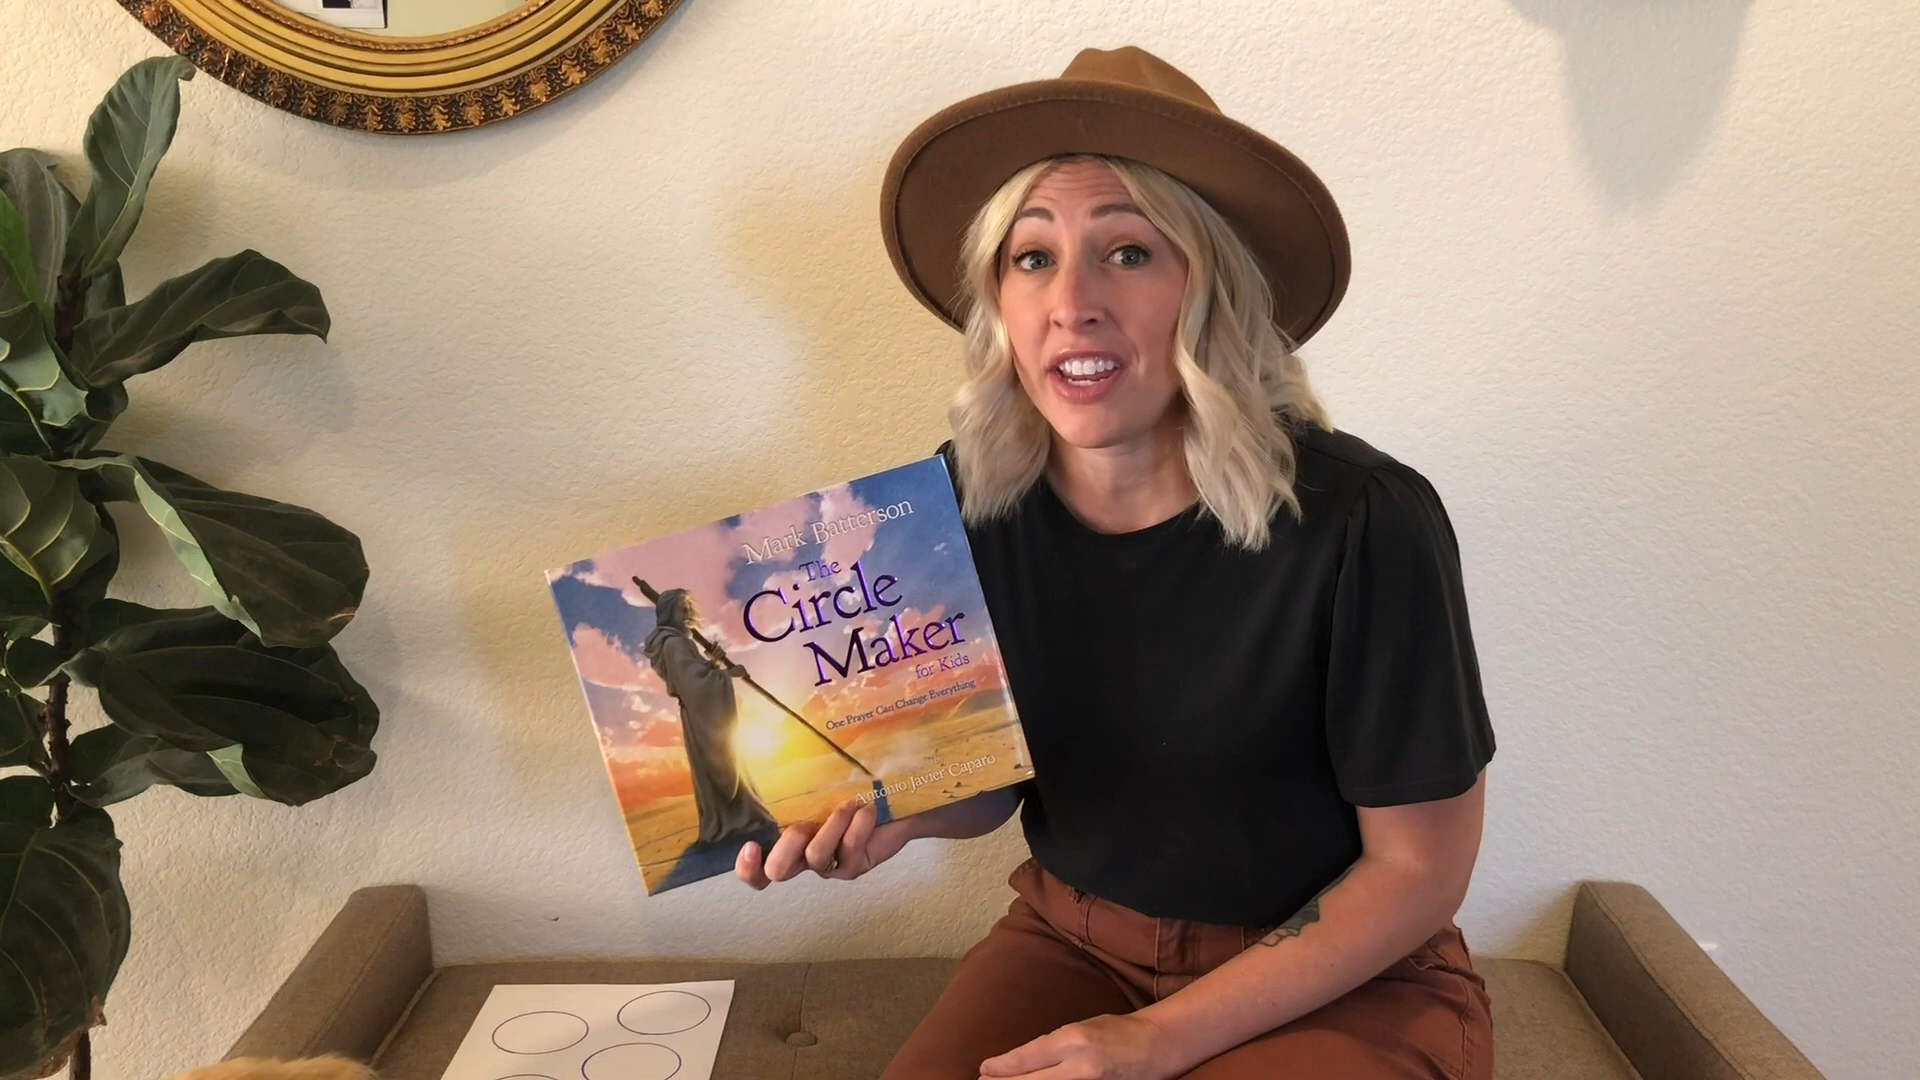 Mark Batterson
The
Circle
Maker
for Kids
One Prayer Can Change Everything
Antonio Javier Caparo